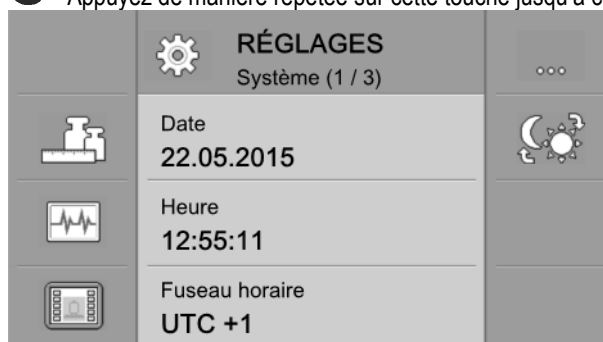 Appuyez de manière répétée sur cette touche jusqu'à
RÉGLAGES
Système (1 / 3)
Date
22.05.2015
Heure
12:55:11
Fuseau horaire
UTC +1